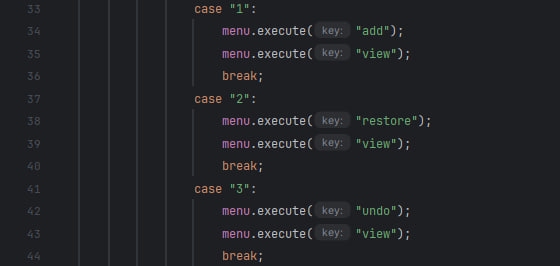 33 case "1":
34 menu.execute( key: "add");
35 menu.execute( key: "view");
36 break;
37 case "2":
38 menu.execute( key: "restore");
39 menu.execute( key: "view");
40 break;
41 case "3":
42 menu.execute( key: "undo");
43 menu.execute( key: "view");
44 break;